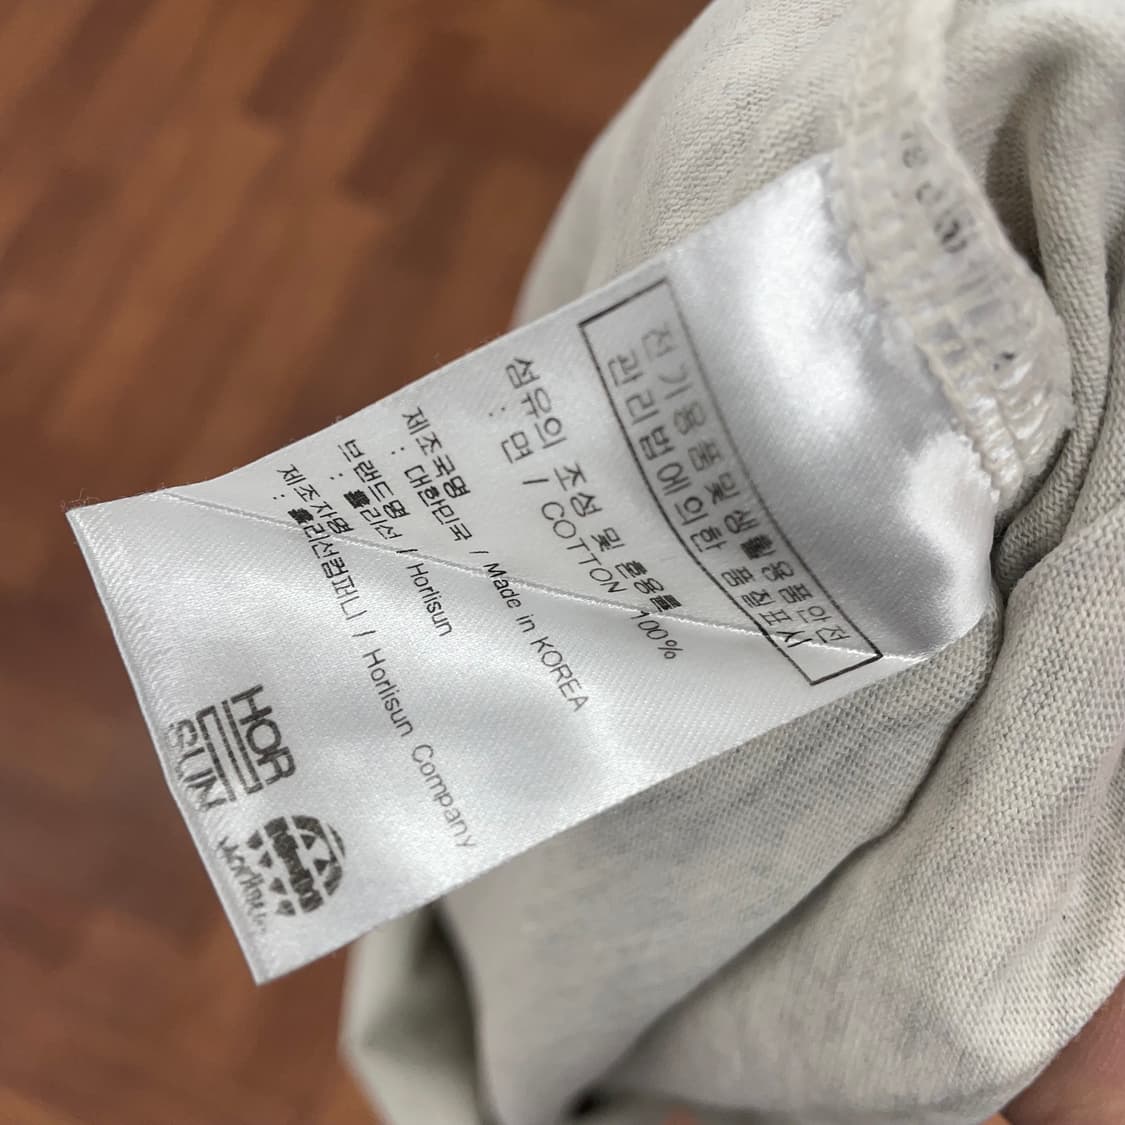 전기용품및생활용품안전
관리법에의한 품질표시
섬유의 조성 및 혼용률
: 면 / COTTON 100%
제조국명
: 대한민국 / Made in KOREA
브랜드명
: 홀리선 / Horlisun
제조자명
: 홀리선컴퍼니 / Horlisun Company
HOR
SUN